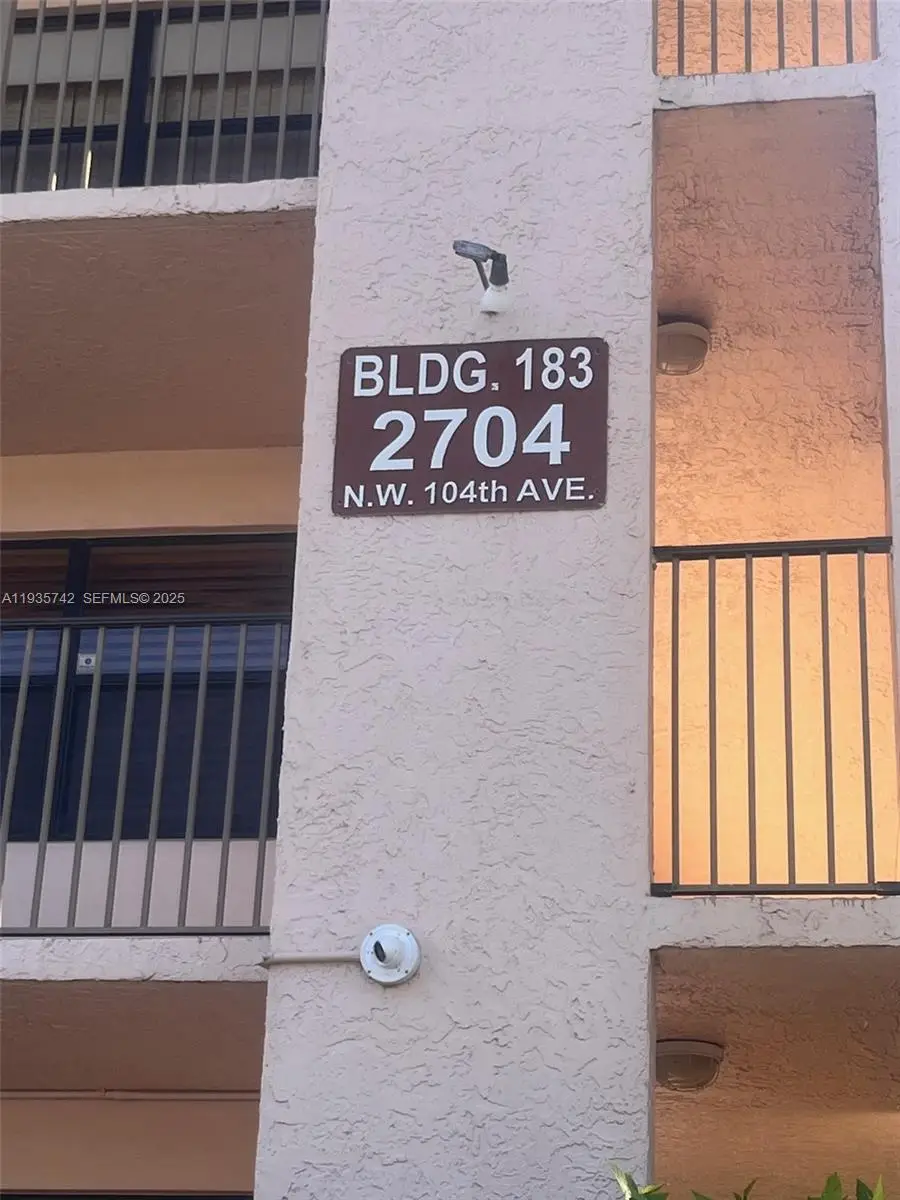 BLDG. 183
2704
N.W. 104th AVE.
A11935742 SEFMLS© 2025